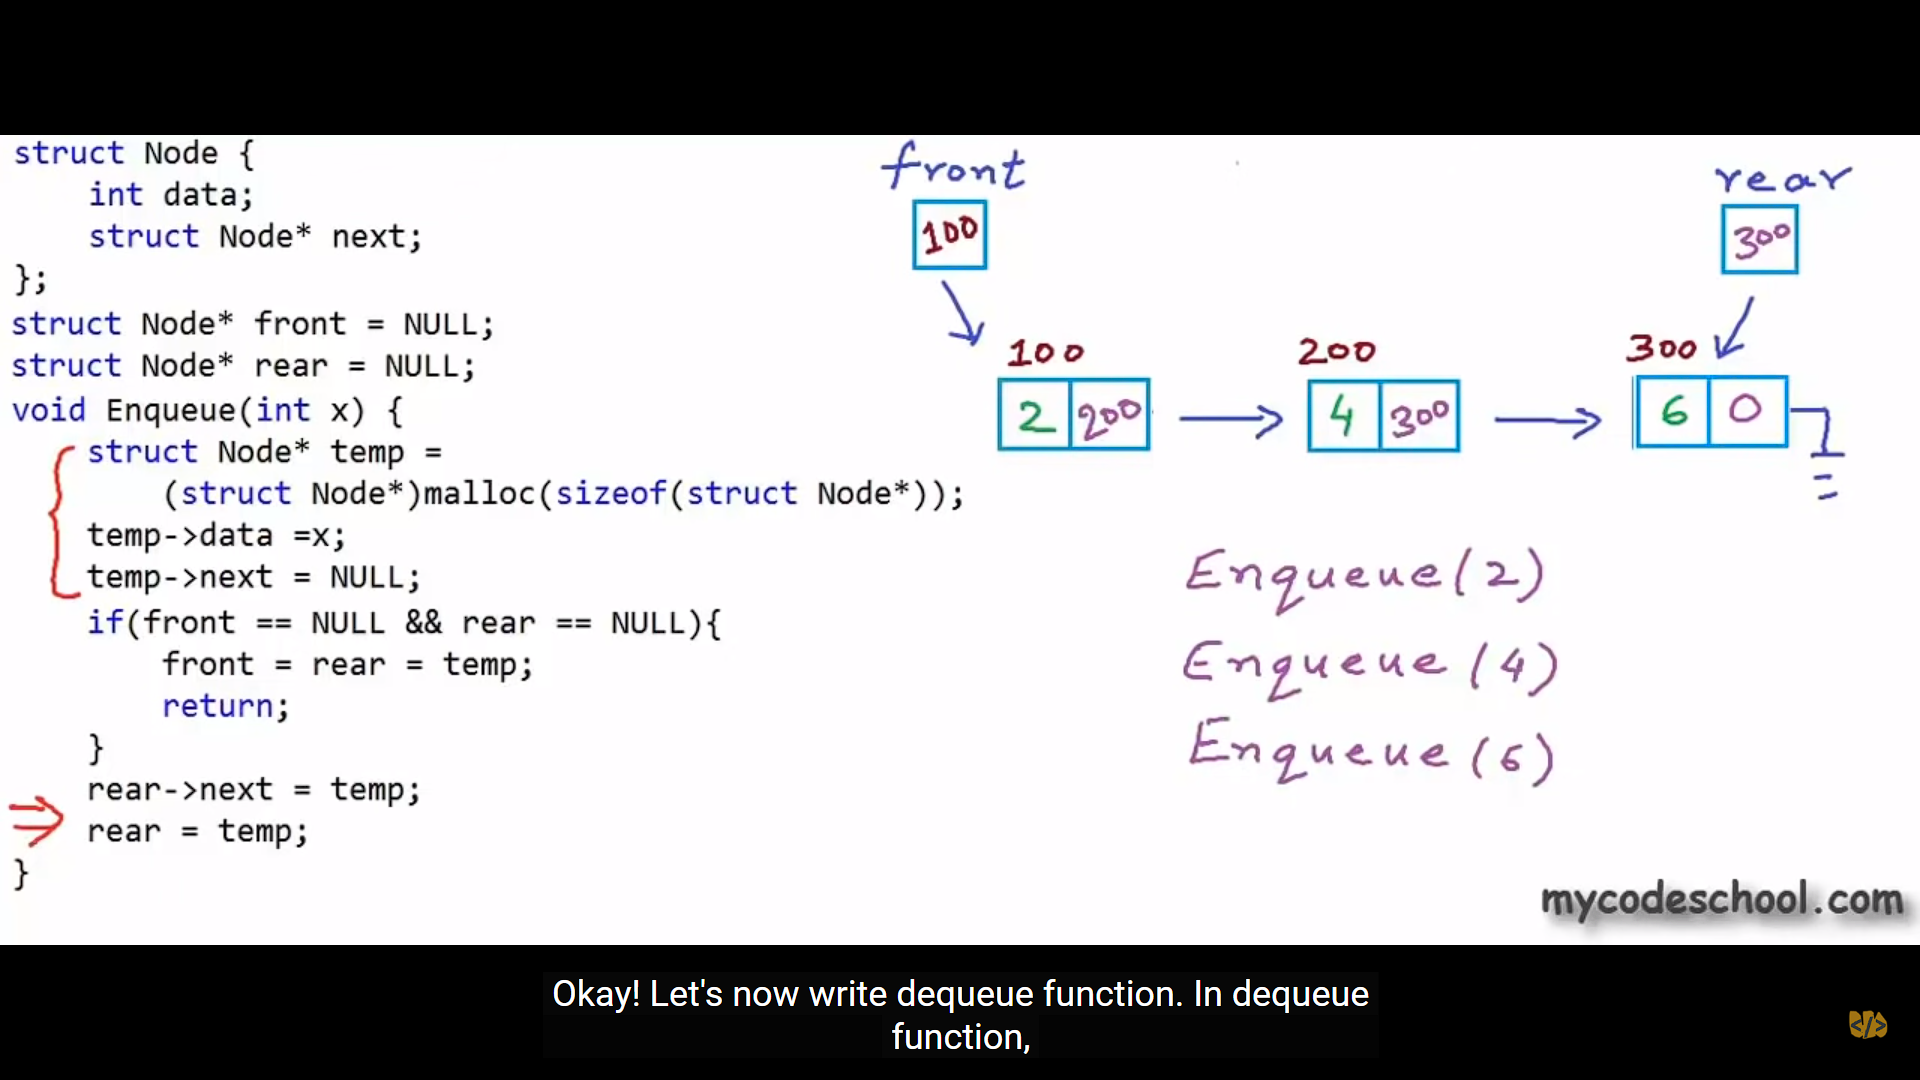 struct Node {
int data;
struct Node* next;
};
struct Node* front = NULL;
struct Node* rear = NULL;
void Enqueue(int x) {
struct Node* temp =
(struct Node*)malloc(sizeof(struct Node*));
temp->data =x;
temp->next = NULL;
if(front == NULL && rear == NULL){
front = rear = temp;
return;
}
rear->next = temp;
rear = temp;
}
front
rear
100
300
100
200
300
2 200
4 300
6 0
Enqueue(2)
Enqueue(4)
Enqueue(6)
mycodeschool.com
Okay! Let's now write dequeue function. In dequeue
function,